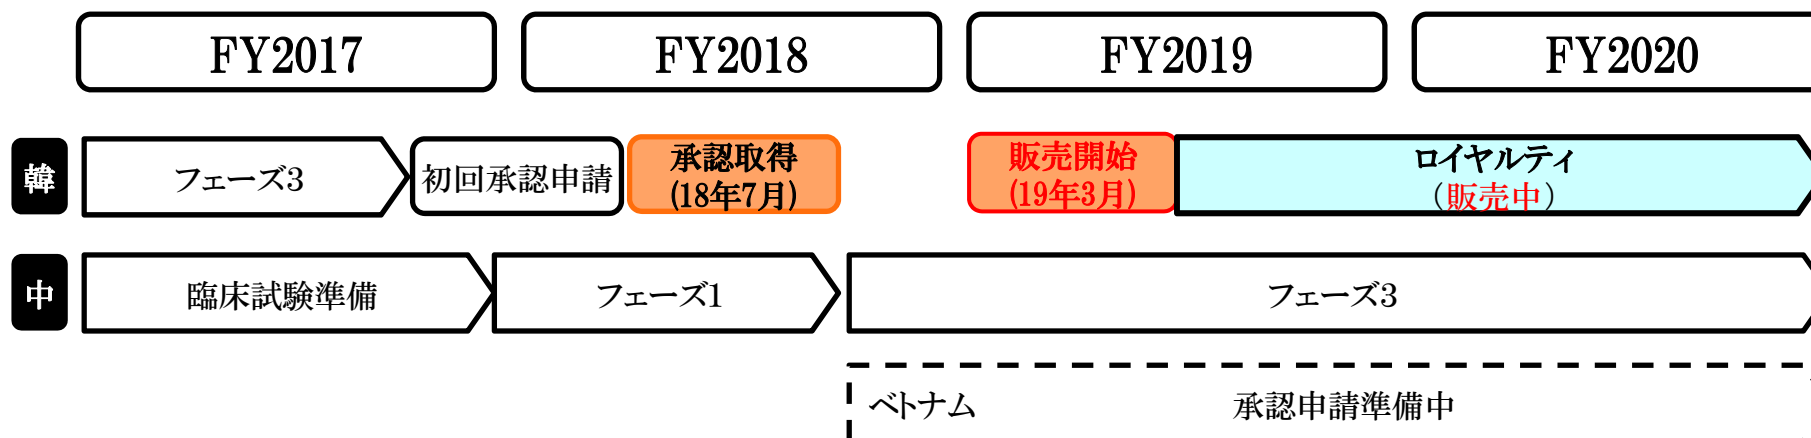 FY2017
FY2018
FY2019
FY2020
韓
フェーズ3
初回承認申請
承認取得
(18年7月)
販売開始
(19年3月)
ロイヤルティ
（販売中）
中
臨床試験準備
フェーズ1
フェーズ3
ベトナム
承認申請準備中